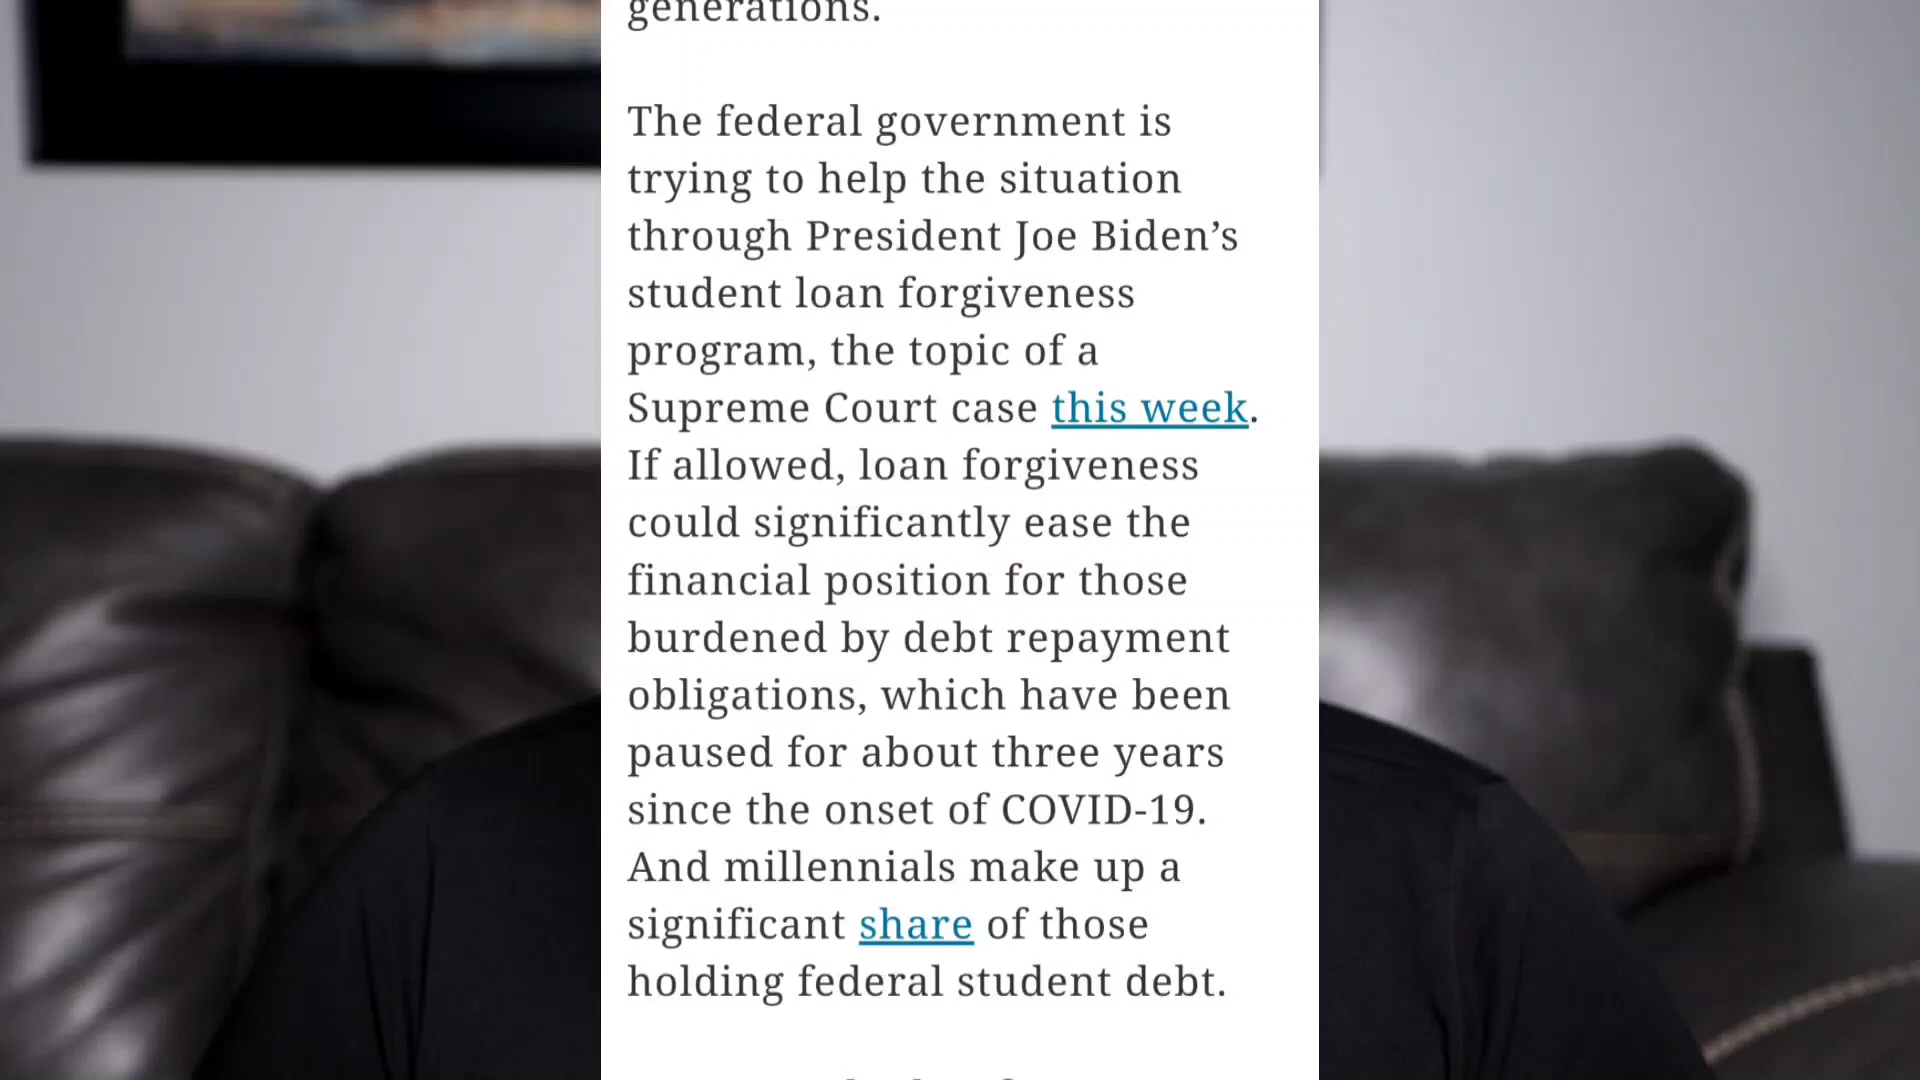 generations.
The federal government is
trying to help the situation
through President Joe Biden’s
student loan forgiveness
program, the topic of a
Supreme Court case this week.
If allowed, loan forgiveness
could significantly ease the
financial position for those
burdened by debt repayment
obligations, which have been
paused for about three years
since the onset of COVID-19.
And millennials make up a
significant share of those
holding federal student debt.